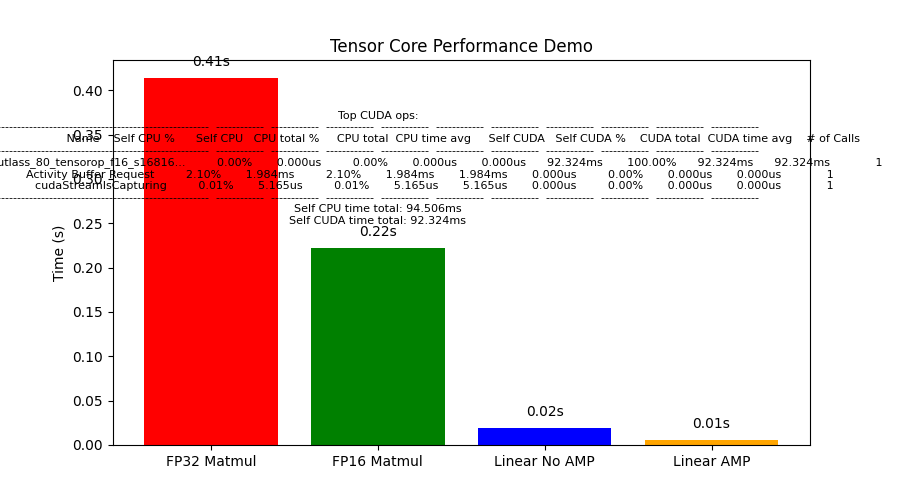 Tensor Core Performance Demo
0.41s
Top CUDA ops:
Name Self CPU % Self CPU CPU total % CPU total CPU time avg Self CUDA Self CUDA % CUDA total CUDA time avg # of Calls
utlass_80_tensorop_f16_s16816... 0.00% 0.000us 0.00% 0.000us 0.000us 92.324ms 100.00% 92.324ms 92.324ms 1
Activity Buffer Request 2.10% 1.984ms 2.10% 1.984ms 1.984ms 0.000us 0.00% 0.000us 0.000us 1
cudaStreamIsCapturing 0.01% 5.165us 0.01% 5.165us 5.165us 0.000us 0.00% 0.000us 0.000us 1
Self CPU time total: 94.506ms
Self CUDA time total: 92.324ms
0.22s
0.02s
0.01s
Time (s)
0.40
0.35
0.30
0.25
0.20
0.15
0.10
0.05
0.00
FP32 Matmul FP16 Matmul Linear No AMP Linear AMP